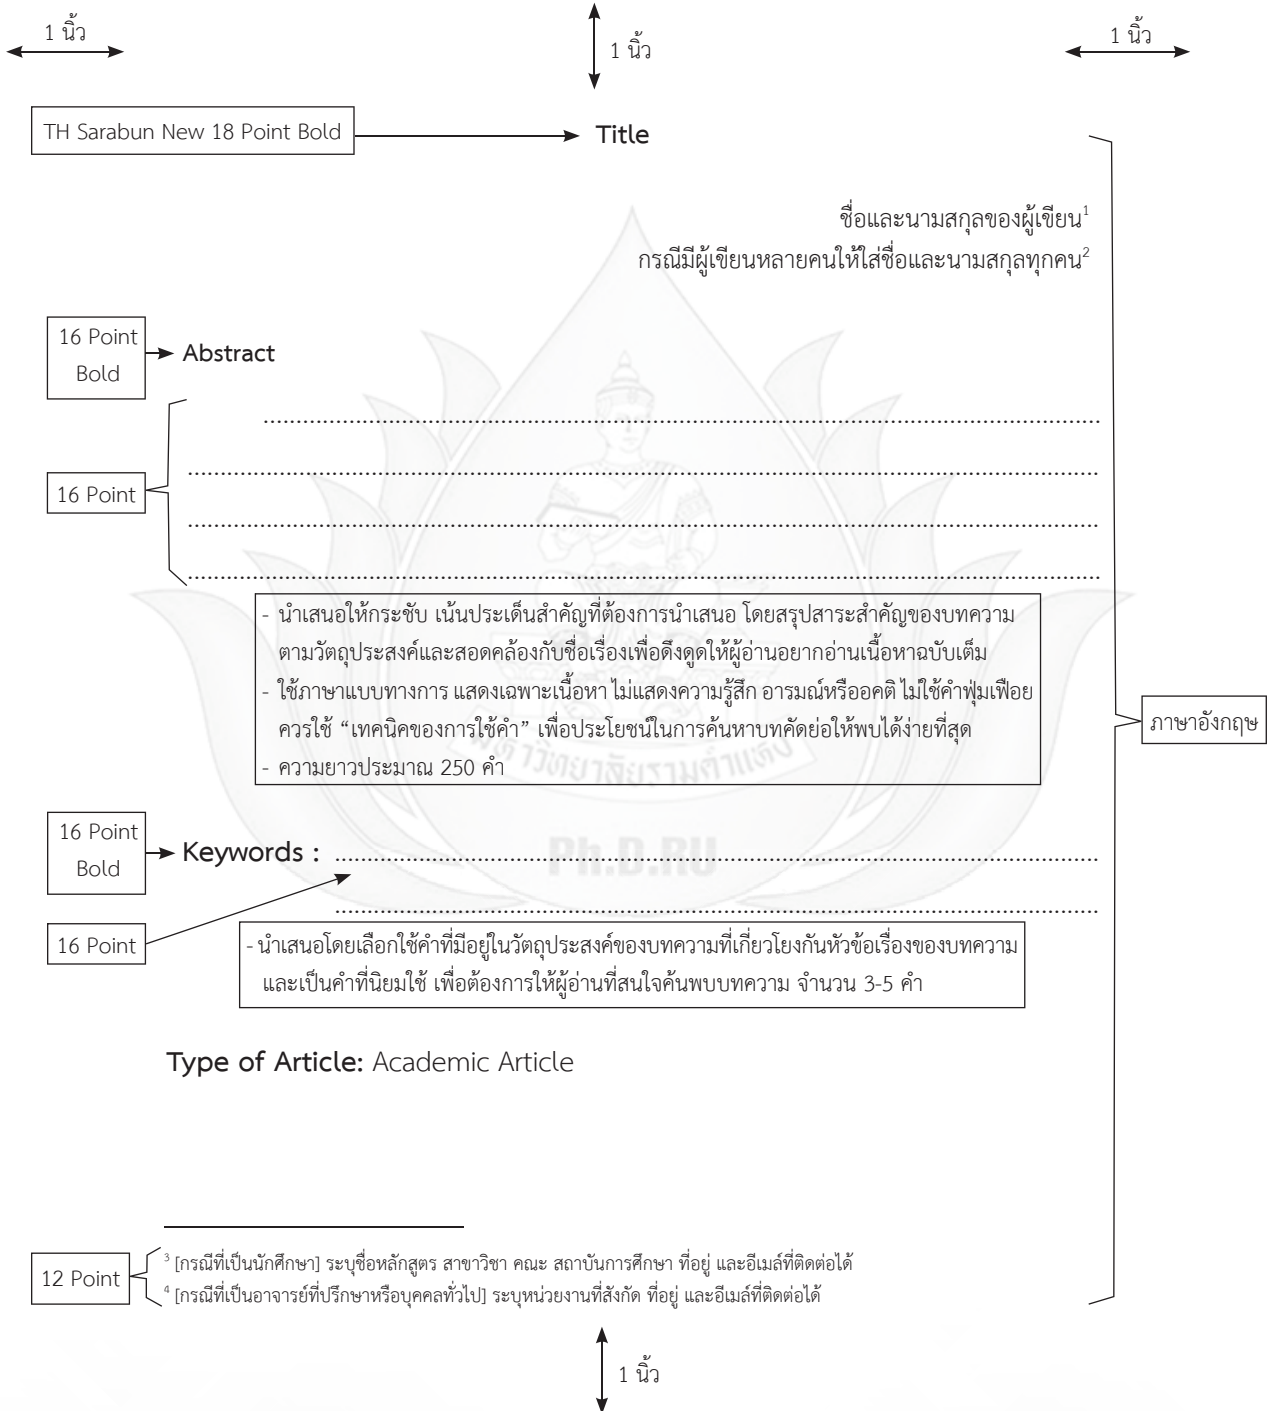 1 นิ้ว
1 นิ้ว
1 นิ้ว
TH Sarabun New 18 Point Bold
Title
ชื่อและนามสกุลของผู้เขียน¹
กรณีมีผู้เขียนหลายคนให้ใส่ชื่อและนามสกุลทุกคน²
16 Point
Bold
Abstract
16 Point
- นำเสนอให้กระชับ เน้นประเด็นสำคัญที่ต้องการนำเสนอ โดยสรุปสาระสำคัญของบทความ
ตามวัตถุประสงค์และสอดคล้องกับชื่อเรื่องเพื่อดึงดูดให้ผู้อ่านอยากอ่านเนื้อหาฉบับเต็ม
- ใช้ภาษาแบบทางการ แสดงเฉพาะเนื้อหา ไม่แสดงความรู้สึก อารมณ์หรืออคติ ไม่ใช้คำฟุ่มเฟือย
ควรใช้ “เทคนิคของการใช้คำ” เพื่อประโยชน์ในการค้นหาบทคัดย่อให้พบได้ง่ายที่สุด
- ความยาวประมาณ 250 คำ
ภาษาอังกฤษ
มหาวิทยาลัยรามคำแหง
Ph.D.RU
16 Point
Bold
Keywords :
16 Point
- นำเสนอโดยเลือกใช้คำที่มีอยู่ในวัตถุประสงค์ของบทความที่เกี่ยวโยงกันหัวข้อเรื่องของบทความ
และเป็นคำที่นิยมใช้ เพื่อต้องการให้ผู้อ่านที่สนใจค้นพบบทความ จำนวน 3-5 คำ
Type of Article: Academic Article
12 Point
³ [กรณีที่เป็นนักศึกษา] ระบุชื่อหลักสูตร สาขาวิชา คณะ สถาบันการศึกษา ที่อยู่ และอีเมล์ที่ติดต่อได้
⁴ [กรณีที่เป็นอาจารย์ที่ปรึกษาหรือบุคคลทั่วไป] ระบุหน่วยงานที่สังกัด ที่อยู่ และอีเมล์ที่ติดต่อได้
1 นิ้ว